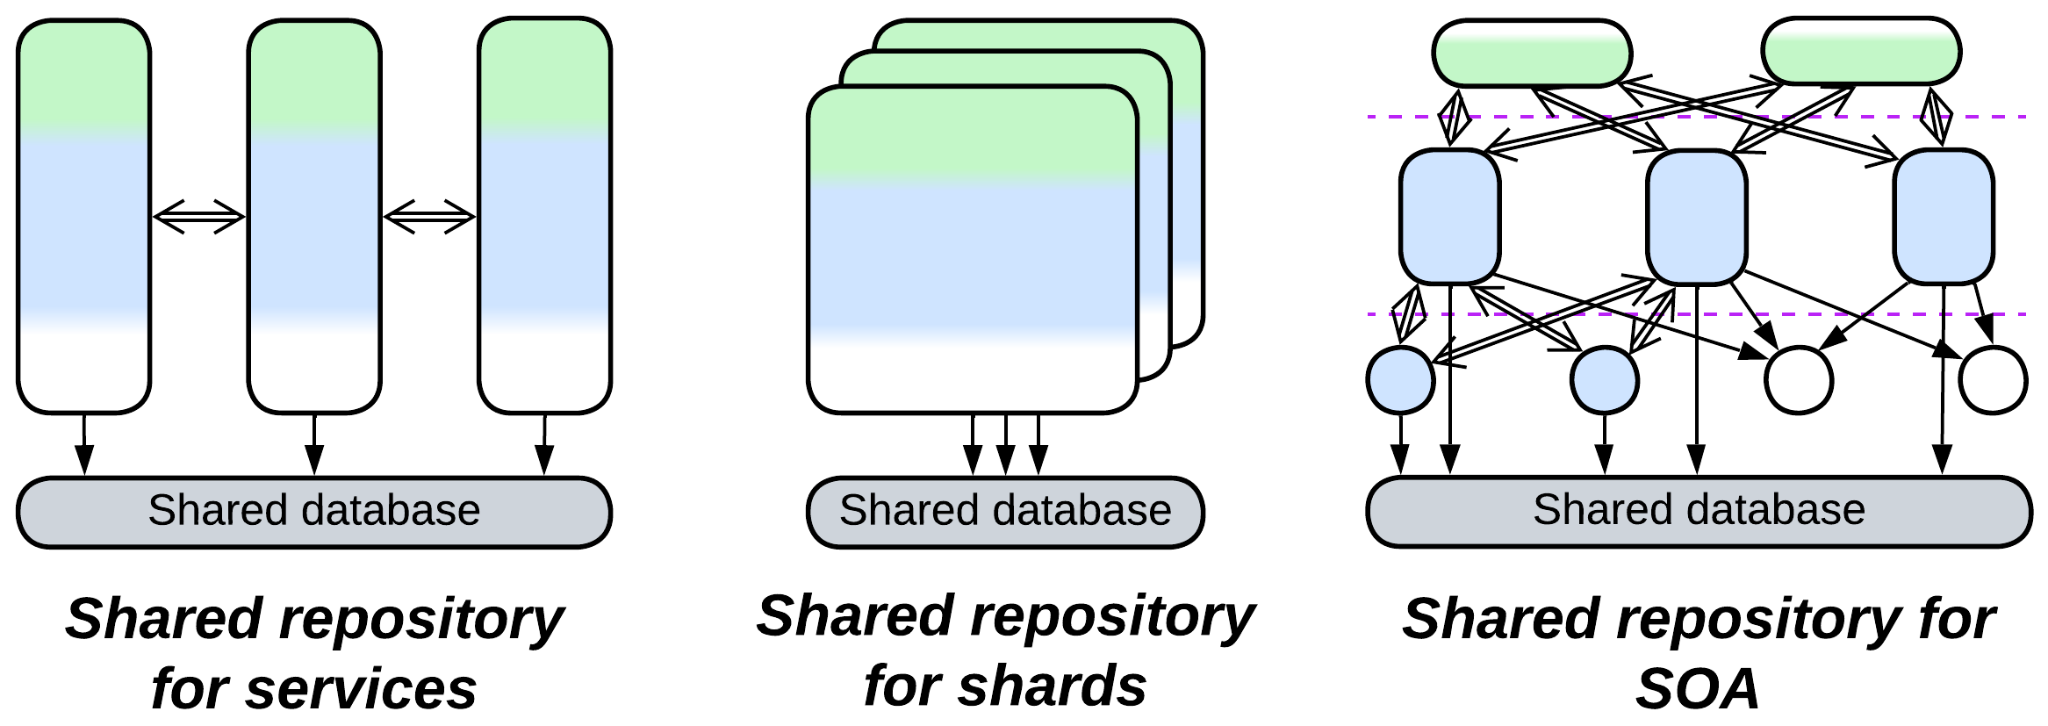 Shared database
Shared database
Shared database
Shared repository
for services
Shared repository
for shards
Shared repository for
SOA